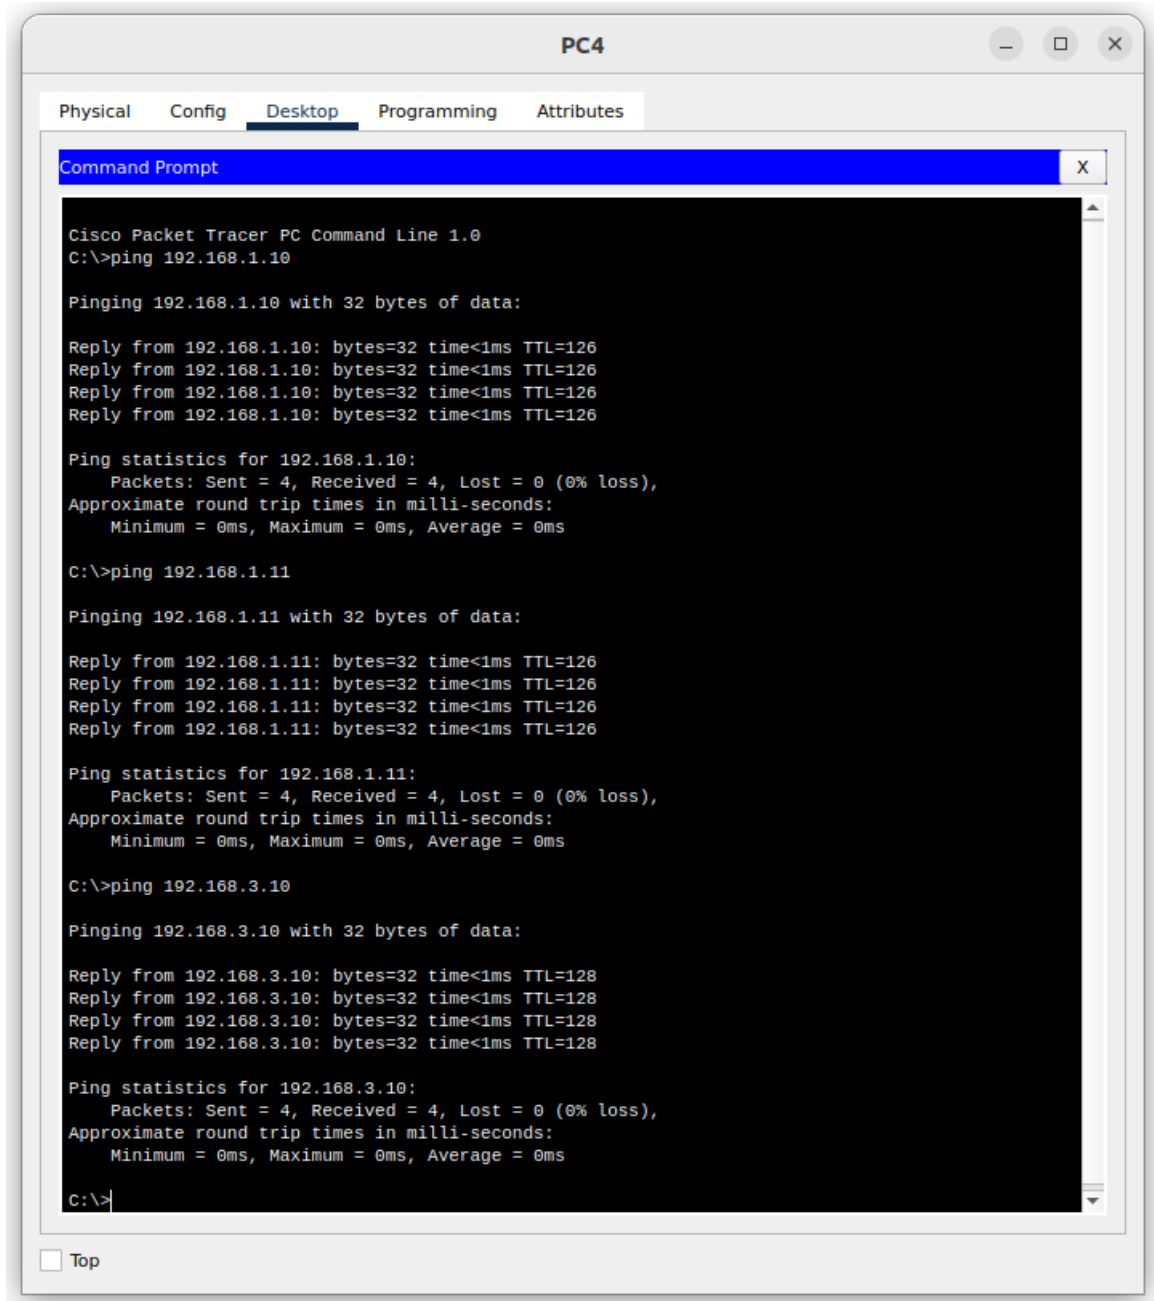 PC4
Physical Config Desktop Programming Attributes
Command Prompt X
Cisco Packet Tracer PC Command Line 1.0
C:\>ping 192.168.1.10
Pinging 192.168.1.10 with 32 bytes of data:
Reply from 192.168.1.10: bytes=32 time<1ms TTL=126
Reply from 192.168.1.10: bytes=32 time<1ms TTL=126
Reply from 192.168.1.10: bytes=32 time<1ms TTL=126
Reply from 192.168.1.10: bytes=32 time<1ms TTL=126
Ping statistics for 192.168.1.10:
    Packets: Sent = 4, Received = 4, Lost = 0 (0% loss),
Approximate round trip times in milli-seconds:
    Minimum = 0ms, Maximum = 0ms, Average = 0ms
C:\>ping 192.168.1.11
Pinging 192.168.1.11 with 32 bytes of data:
Reply from 192.168.1.11: bytes=32 time<1ms TTL=126
Reply from 192.168.1.11: bytes=32 time<1ms TTL=126
Reply from 192.168.1.11: bytes=32 time<1ms TTL=126
Reply from 192.168.1.11: bytes=32 time<1ms TTL=126
Ping statistics for 192.168.1.11:
    Packets: Sent = 4, Received = 4, Lost = 0 (0% loss),
Approximate round trip times in milli-seconds:
    Minimum = 0ms, Maximum = 0ms, Average = 0ms
C:\>ping 192.168.3.10
Pinging 192.168.3.10 with 32 bytes of data:
Reply from 192.168.3.10: bytes=32 time<1ms TTL=128
Reply from 192.168.3.10: bytes=32 time<1ms TTL=128
Reply from 192.168.3.10: bytes=32 time<1ms TTL=128
Reply from 192.168.3.10: bytes=32 time<1ms TTL=128
Ping statistics for 192.168.3.10:
    Packets: Sent = 4, Received = 4, Lost = 0 (0% loss),
Approximate round trip times in milli-seconds:
    Minimum = 0ms, Maximum = 0ms, Average = 0ms
C:\>
Top